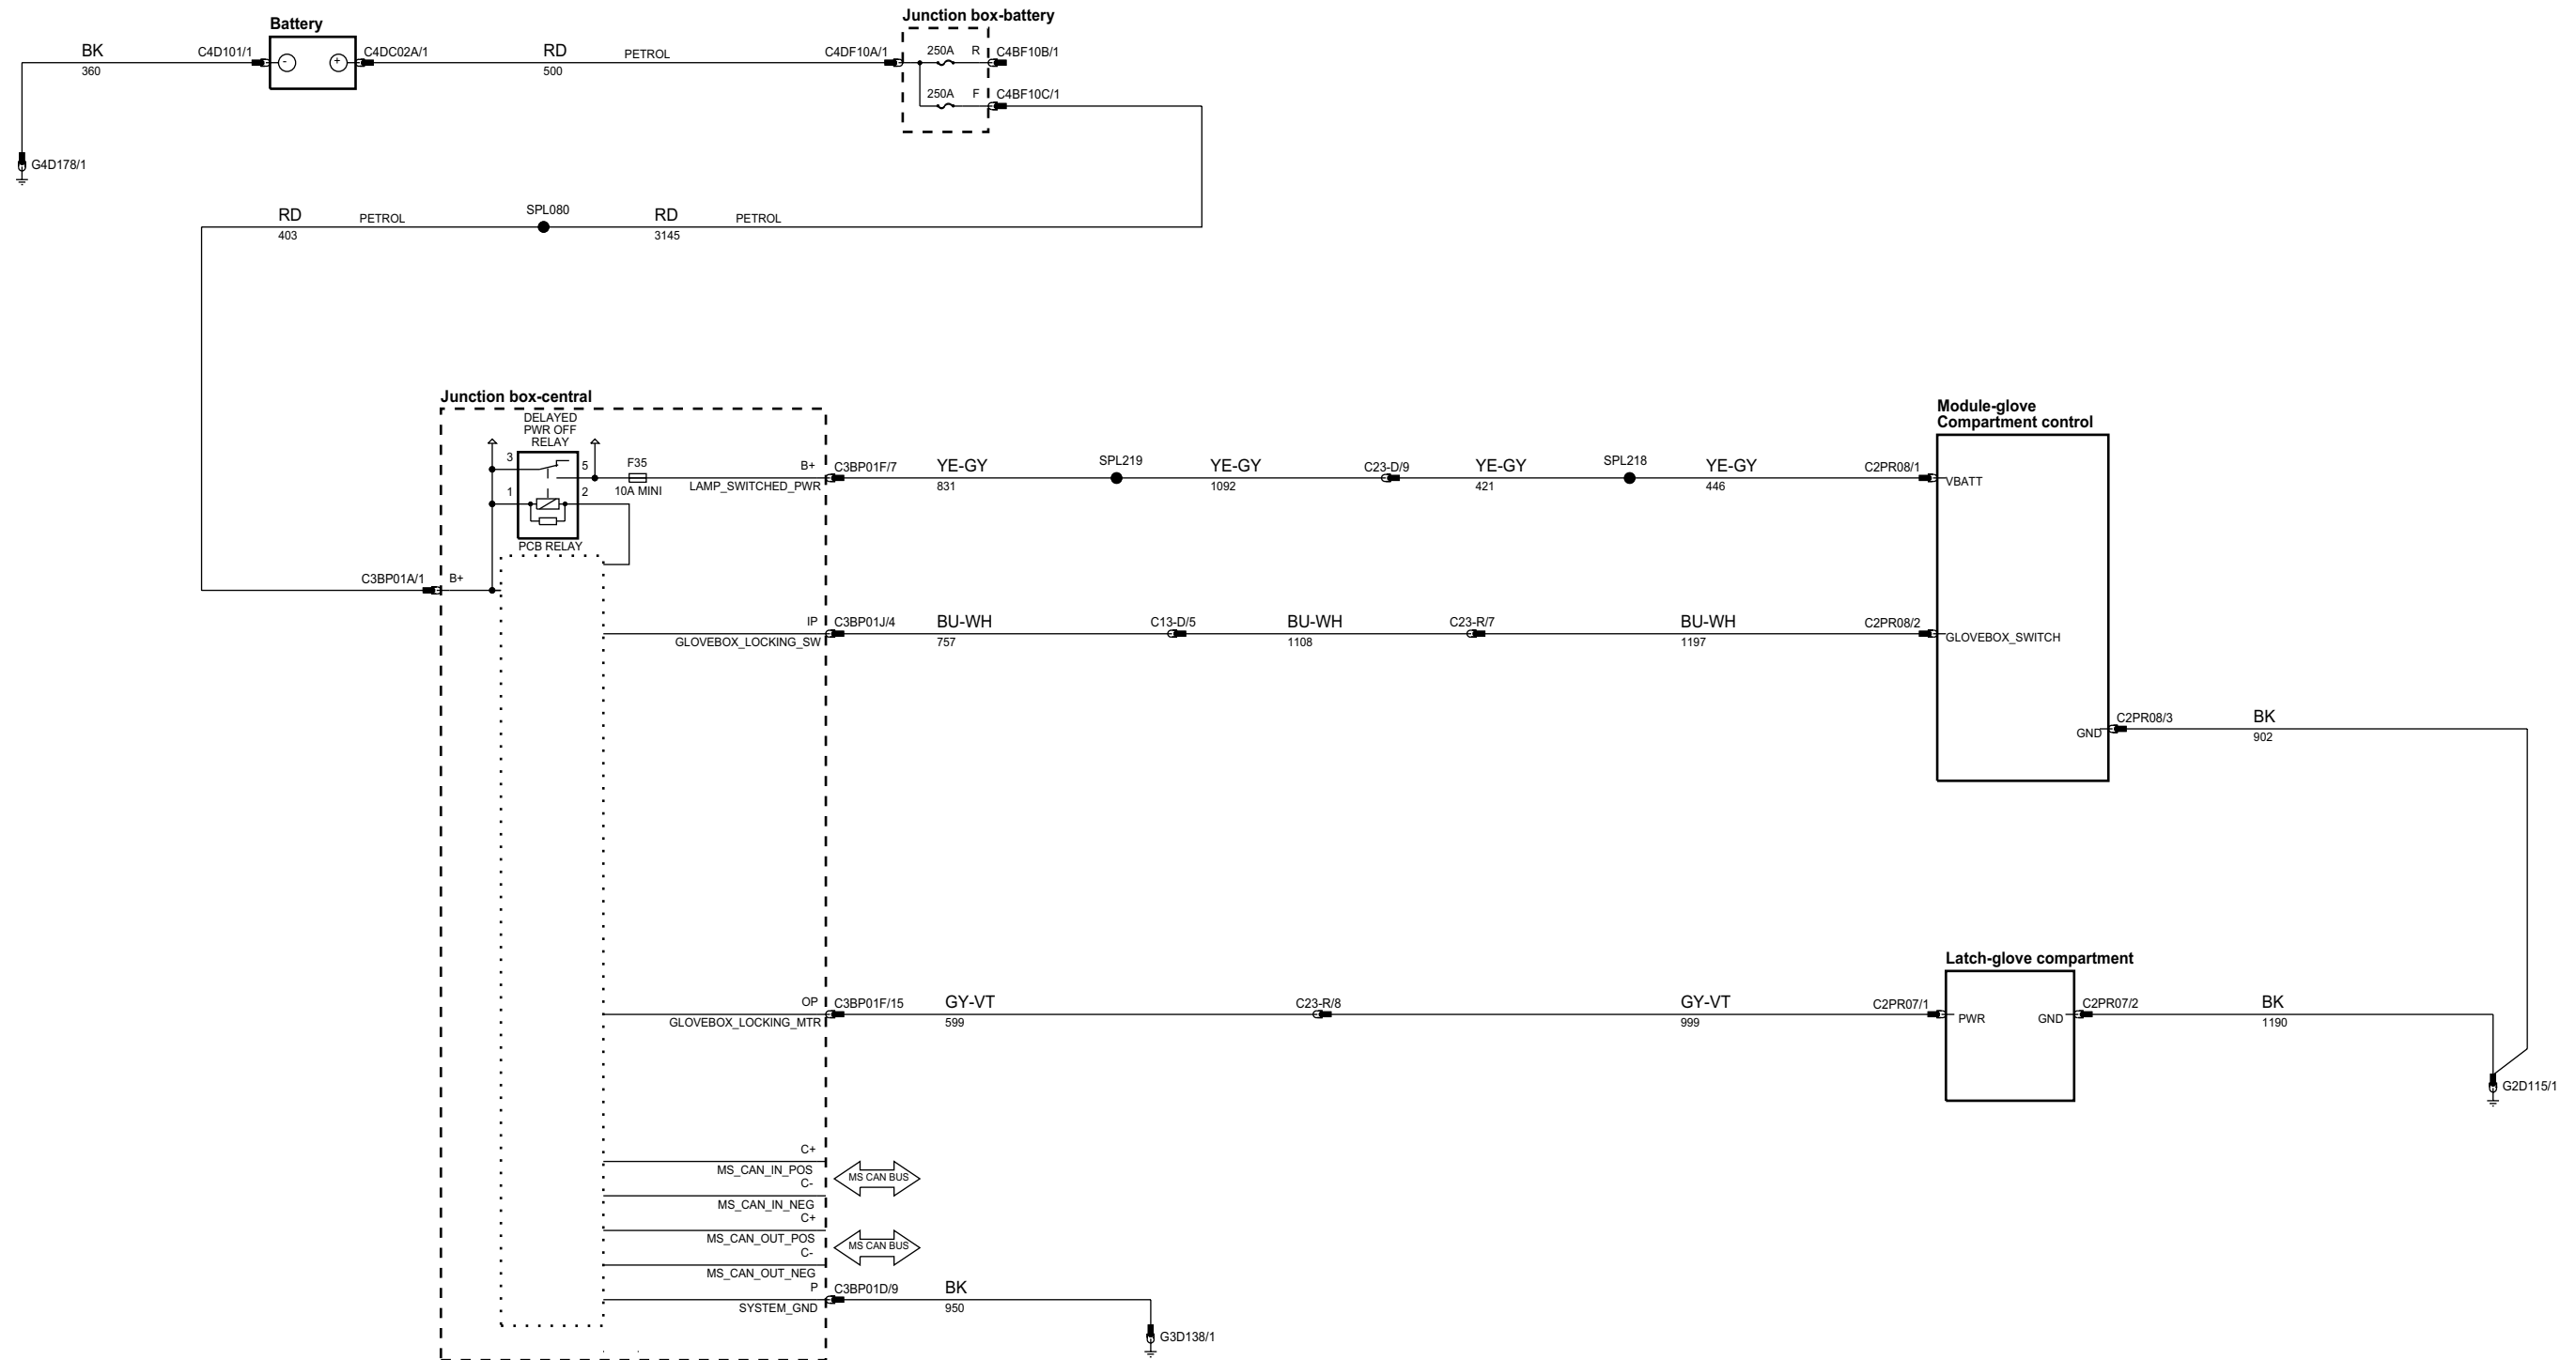 Battery
Junction box-battery
BK
360
C4D101/1
-
+
C4DC02A/1
RD
500
PETROL
C4DF10A/1
250A
R
C4BF10B/1
250A
F
C4BF10C/1
G4D178/1
RD
403
PETROL
SPL080
RD
3145
PETROL
Junction box-central
DELAYED
PWR OFF
RELAY
3
5
1
2
PCB RELAY
F35
10A MINI
B+
LAMP_SWITCHED_PWR
C3BP01F/7
YE-GY
831
SPL219
YE-GY
1092
C23-D/9
YE-GY
421
SPL218
YE-GY
446
C2PR08/1
Module-glove
Compartment control
VBATT
C3BP01A/1
B+
IP
GLOVEBOX_LOCKING_SW
C3BP01J/4
BU-WH
757
C13-D/5
BU-WH
1108
C23-R/7
BU-WH
1197
C2PR08/2
GLOVEBOX_SWITCH
GND
C2PR08/3
BK
902
Latch-glove compartment
OP
GLOVEBOX_LOCKING_MTR
C3BP01F/15
GY-VT
599
C23-R/8
GY-VT
999
C2PR07/1
PWR
GND
C2PR07/2
BK
1190
G2D115/1
C+
MS_CAN_IN_POS
C-
MS_CAN_IN_NEG
MS CAN BUS
C+
MS_CAN_OUT_POS
C-
MS_CAN_OUT_NEG
MS CAN BUS
P
SYSTEM_GND
C3BP01D/9
BK
950
G3D138/1